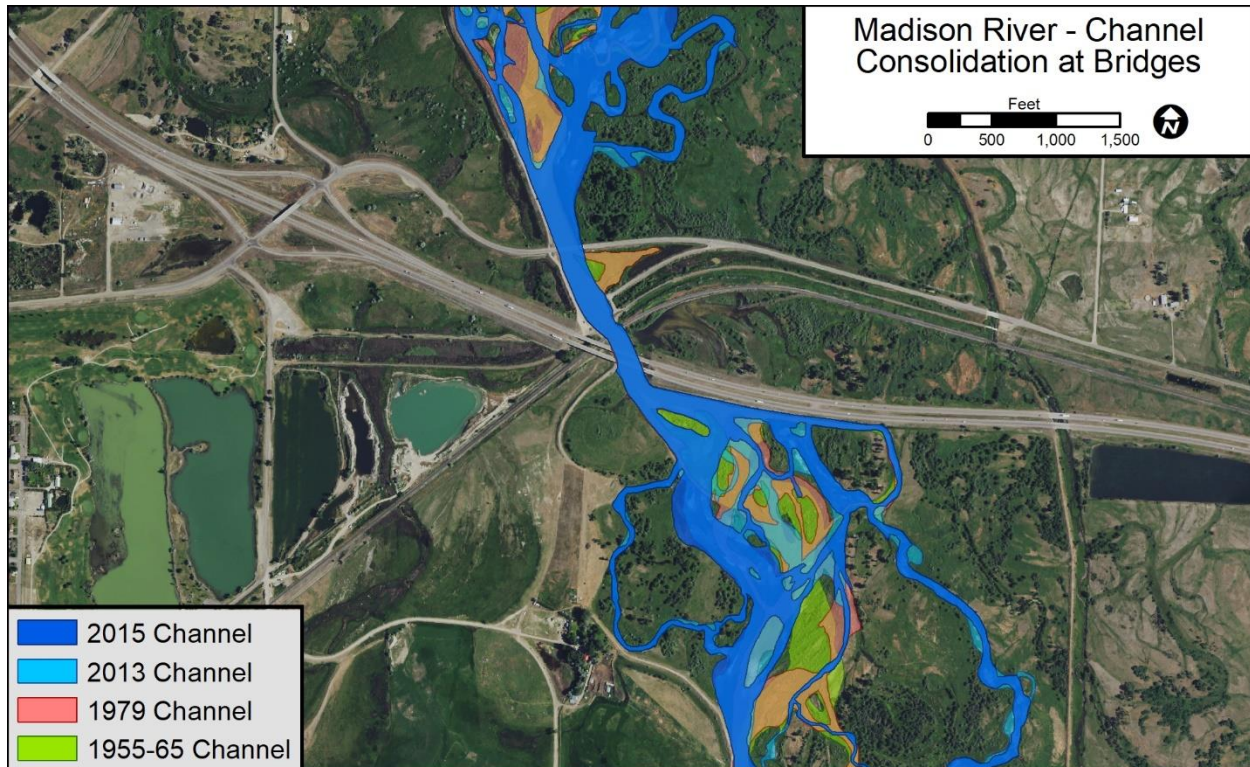 Madison River - Channel
Consolidation at Bridges
Feet
0 500 1,000 1,500
N
2015 Channel
2013 Channel
1979 Channel
1955-65 Channel